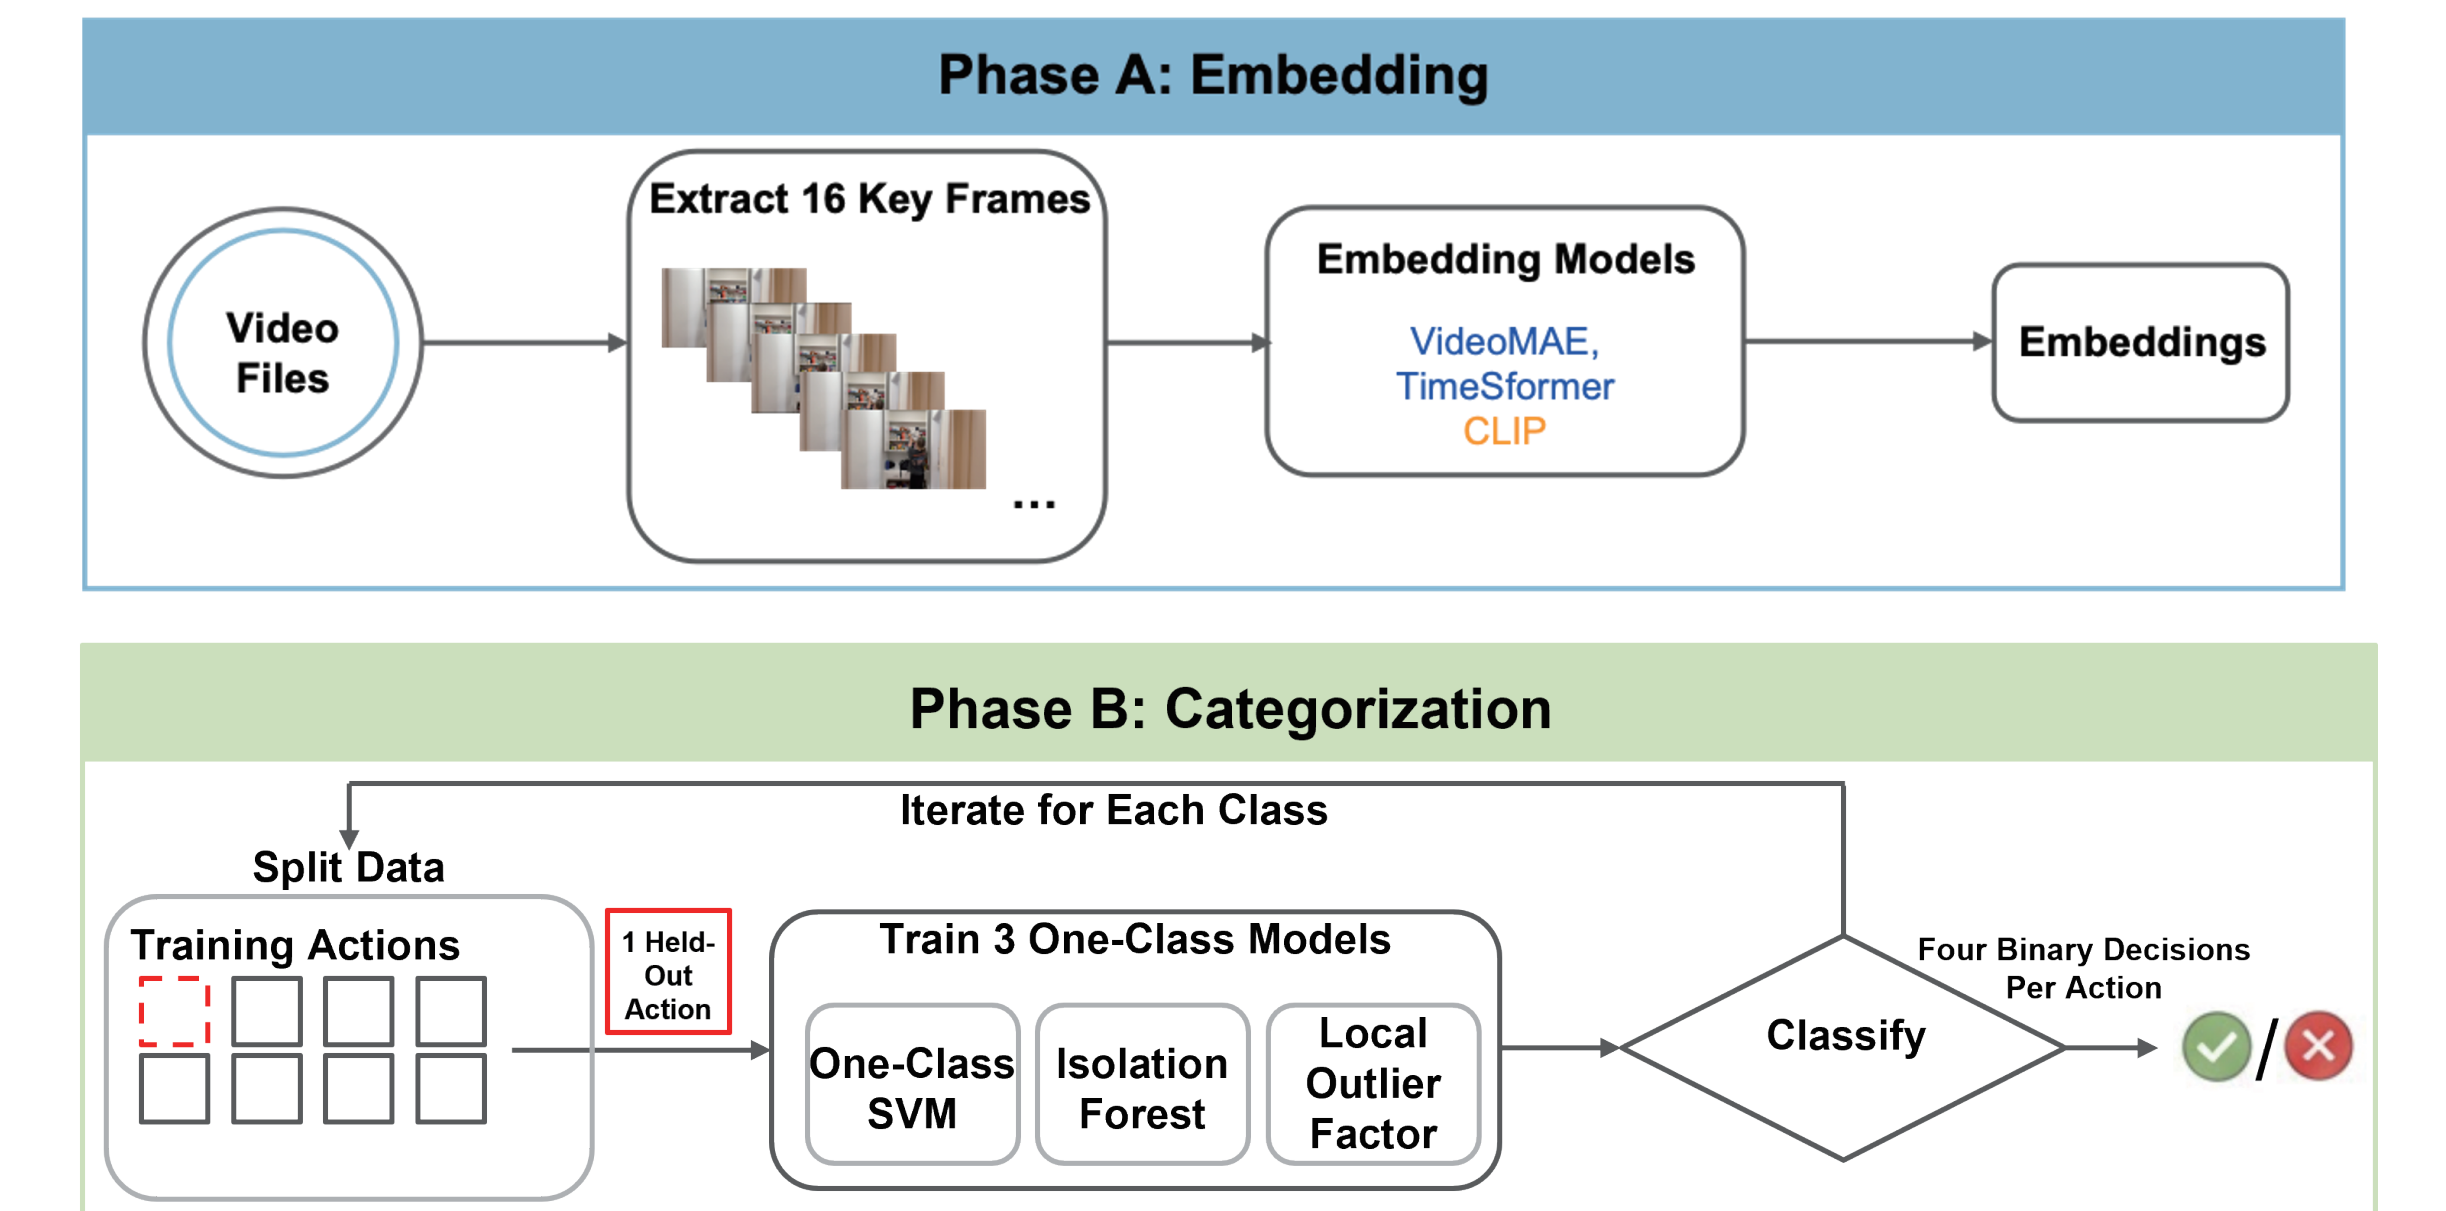 Phase A: Embedding
Video
Files
Extract 16 Key Frames
...
Embedding Models
VideoMAE,
TimeSformer
CLIP
Embeddings
Phase B: Categorization
Iterate for Each Class
Split Data
Training Actions
1 Held-
Out
Action
Train 3 One-Class Models
One-Class
SVM
Isolation
Forest
Local
Outlier
Factor
Classify
Four Binary Decisions
Per Action
/